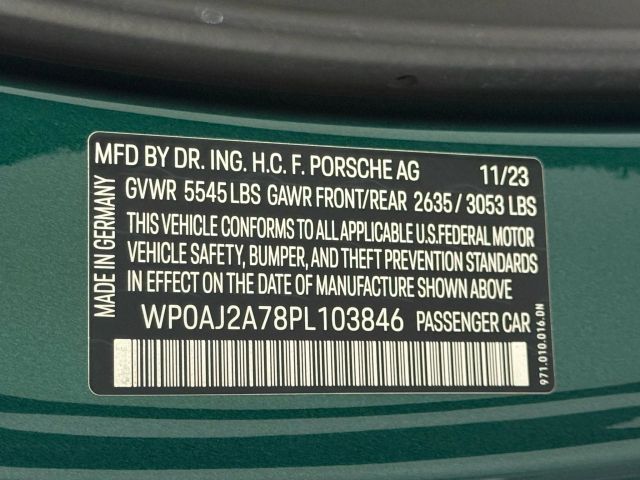 MFD BY DR. ING. H.C. F. PORSCHE AG 11/23
GVWR 5545 LBS GAWR FRONT/REAR 2635 / 3053 LBS
THIS VEHICLE CONFORMS TO ALL APPLICABLE U.S. FEDERAL MOTOR
VEHICLE SAFETY, BUMPER, AND THEFT PREVENTION STANDARDS
IN EFFECT ON THE DATE OF MANUFACTURE SHOWN ABOVE
WP0AJ2A78PL103846 PASSENGER CAR
MADE IN GERMANY
971.010.016.DN